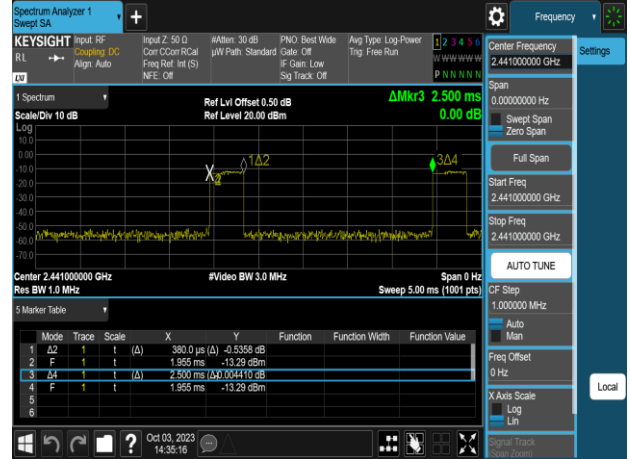 Spectrum Analyzer 1
Swept SA
Frequency
KEYSIGHT Input: RF Input Z: 50 Ω #Atten: 30 dB PNO: Best Wide Avg Type: Log-Power 1 2 3 4 5 6
RL Coupling: DC Corr CCorr RCal µW Path: Standard Gate: Off Trig: Free Run W W W W W W
Align: Auto Freq Ref: Int (S) IF Gain: Low P N N N N N
LXI NFE: Off Sig Track: Off
1 Spectrum
Scale/Div 10 dB
Ref Lvl Offset 0.50 dB
Ref Level 20.00 dBm
ΔMkr3 2.500 ms
0.00 dB
Log
10.0
0.00
-10.0
-20.0
-30.0
-40.0
-50.0
-60.0
-70.0
X
1Δ2
3Δ4
Center 2.441000000 GHz #Video BW 3.0 MHz Span 0 Hz
Res BW 1.0 MHz Sweep 5.00 ms (1001 pts)
5 Marker Table
Mode Trace Scale X Y Function Function Width Function Value
1 Δ2 1 t (Δ) 380.0 µs (Δ) -0.5358 dB
2 F 1 t 1.955 ms -13.29 dBm
3 Δ4 1 t (Δ) 2.500 ms (Δ) 0.004410 dB
4 F 1 t 1.955 ms -13.29 dBm
5
6
?
Oct 03, 2023
14:35:16
Center Frequency
2.441000000 GHz
Settings
Span
0.00000000 Hz
Swept Span
Zero Span
Full Span
Start Freq
2.441000000 GHz
Stop Freq
2.441000000 GHz
AUTO TUNE
CF Step
1.000000 MHz
Auto
Man
Freq Offset
0 Hz
X Axis Scale
Log
Lin
Local
Signal Track
(Span Zoom)